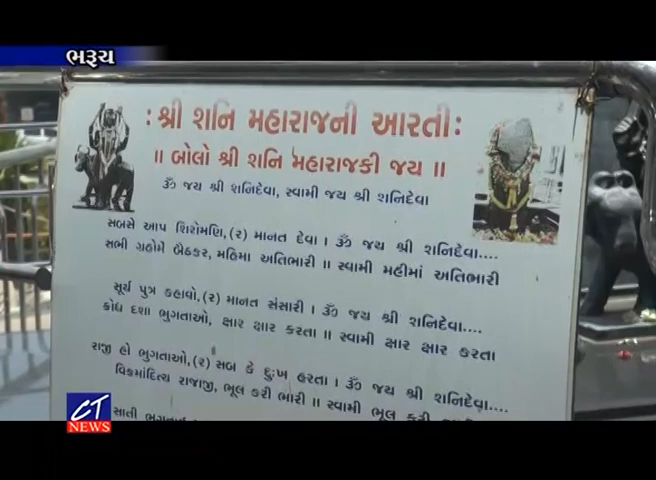 ભરૂચ
: શ્રી શનિ મહારાજની આરતી :
॥ બોલો શ્રી શનિ મહારાજકી જય ॥
ૐ જય શ્રી શનિદેવા, સ્વામી જય શ્રી શનિદેવા
સબસે આપ શિરોમણિ,(૨) માનત દેવા । ૐ જય શ્રી શનિદેવા....
સભી ગ્રહોમે બૈઠકર, મહિમા અતિભારી ॥ સ્વામી મહીમાં અતિભારી
સૂર્ય પુત્ર કહાવો,(૨) માનત સંસારી । ૐ જય શ્રી શનિદેવા....
ક્રોધ દશા ભુગતાઓ, ક્ષાર ક્ષાર કરતા ॥ સ્વામી ક્ષાર ક્ષાર કરતા
રાજી હો ભુગતાઓ,(૨) સબ કે દુઃખ હરતા । ૐ જય શ્રી શનિદેવા....
વિક્રમાદિત્ય રાજાજી, ભૂલ કરી ભારી ॥ સ્વામી ભૂલ કરી
સાતી
CT
NEWS